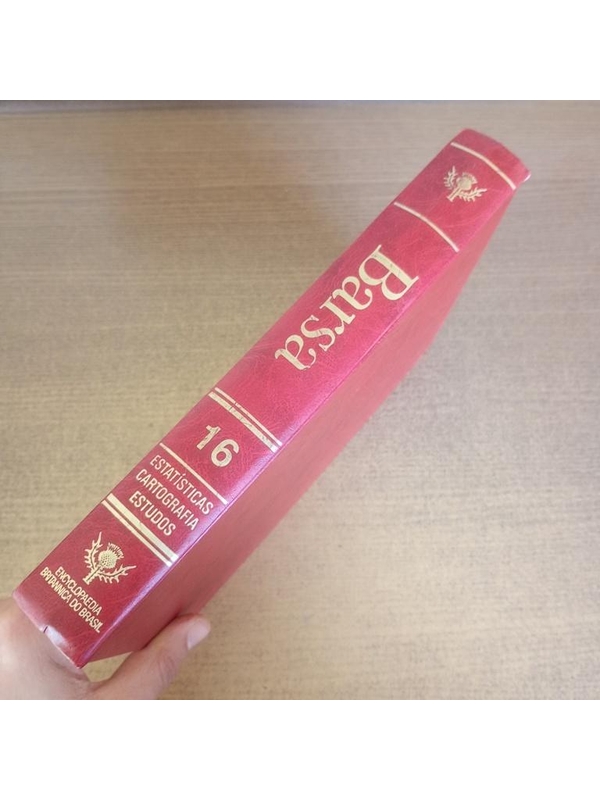 Barsa
16
ESTATÍSTICAS
CARTOGRAFIA
ESTUDOS
ENCYCLOPAEDIA
BRITANNICA DO BRASIL